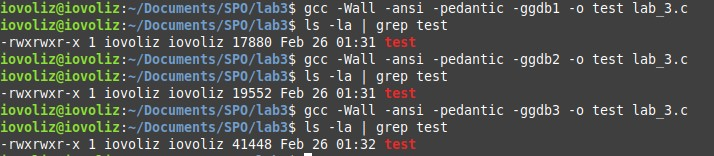 iovoliz@iovoliz:~/Documents/SPO/lab3$ gcc -Wall -ansi -pedantic -ggdb1 -o test lab_3.c
iovoliz@iovoliz:~/Documents/SPO/lab3$ ls -la | grep test
-rwxrwxr-x 1 iovoliz iovoliz 17880 Feb 26 01:31 test
iovoliz@iovoliz:~/Documents/SPO/lab3$ gcc -Wall -ansi -pedantic -ggdb2 -o test lab_3.c
iovoliz@iovoliz:~/Documents/SPO/lab3$ ls -la | grep test
-rwxrwxr-x 1 iovoliz iovoliz 19552 Feb 26 01:31 test
iovoliz@iovoliz:~/Documents/SPO/lab3$ gcc -Wall -ansi -pedantic -ggdb3 -o test lab_3.c
iovoliz@iovoliz:~/Documents/SPO/lab3$ ls -la | grep test
-rwxrwxr-x 1 iovoliz iovoliz 41448 Feb 26 01:32 test